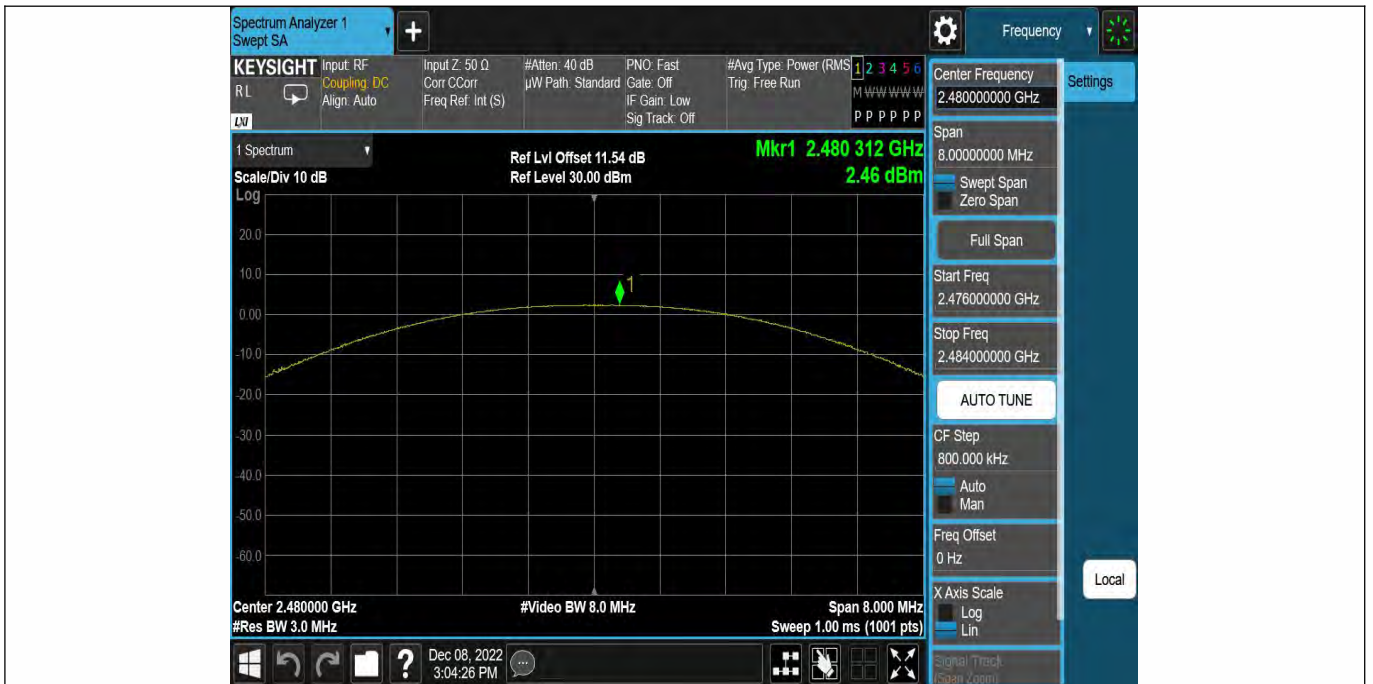 Spectrum Analyzer 1
Swept SA
Frequency
KEYSIGHT
RL
LXI
Input: RF
Coupling: DC
Align: Auto
Input Z: 50 Ω
Corr CCorr
Freq Ref: Int (S)
#Atten: 40 dB
µW Path: Standard
PNO: Fast
Gate: Off
IF Gain: Low
Sig Track: Off
#Avg Type: Power (RMS
Trig: Free Run
1 2 3 4 5 6
M W W W W W
P P P P P P
1 Spectrum
Scale/Div 10 dB
Log
Ref Lvl Offset 11.54 dB
Ref Level 30.00 dBm
Mkr1 2.480 312 GHz
2.46 dBm
20.0
10.0
1
0.00
-10.0
-20.0
-30.0
-40.0
-50.0
-60.0
Center 2.480000 GHz
#Res BW 3.0 MHz
#Video BW 8.0 MHz
Span 8.000 MHz
Sweep 1.00 ms (1001 pts)
Dec 08, 2022
3:04:26 PM
Center Frequency
2.480000000 GHz
Settings
Span
8.00000000 MHz
Swept Span
Zero Span
Full Span
Start Freq
2.476000000 GHz
Stop Freq
2.484000000 GHz
AUTO TUNE
CF Step
800.000 kHz
Auto
Man
Freq Offset
0 Hz
X Axis Scale
Log
Lin
Signal Track
(Span Zoom)
Local